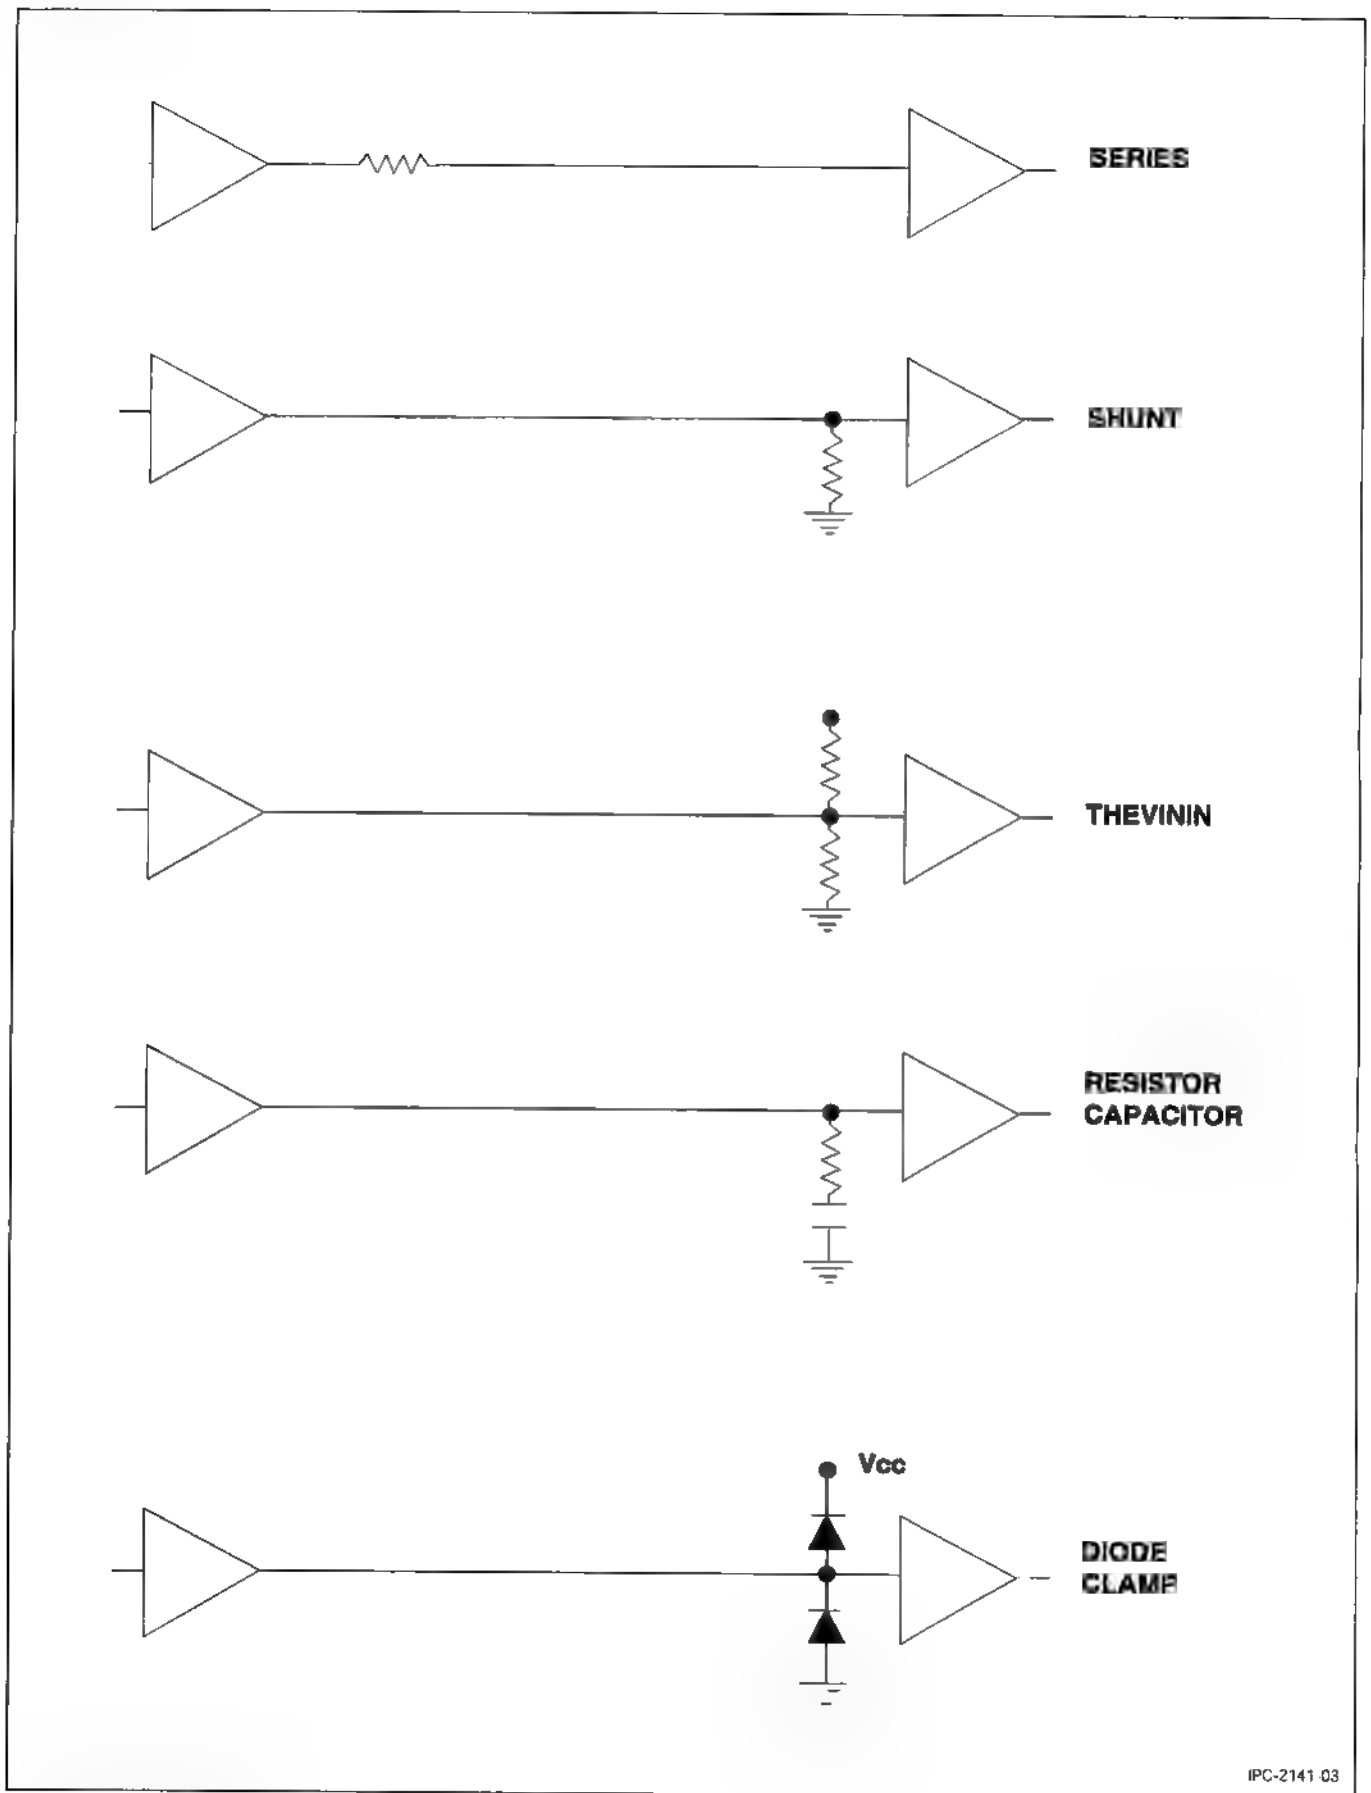 SERIES
SHUNT
THEVININ
RESISTOR
CAPACITOR
Vcc
DIODE
CLAMP
IPC-2141-03